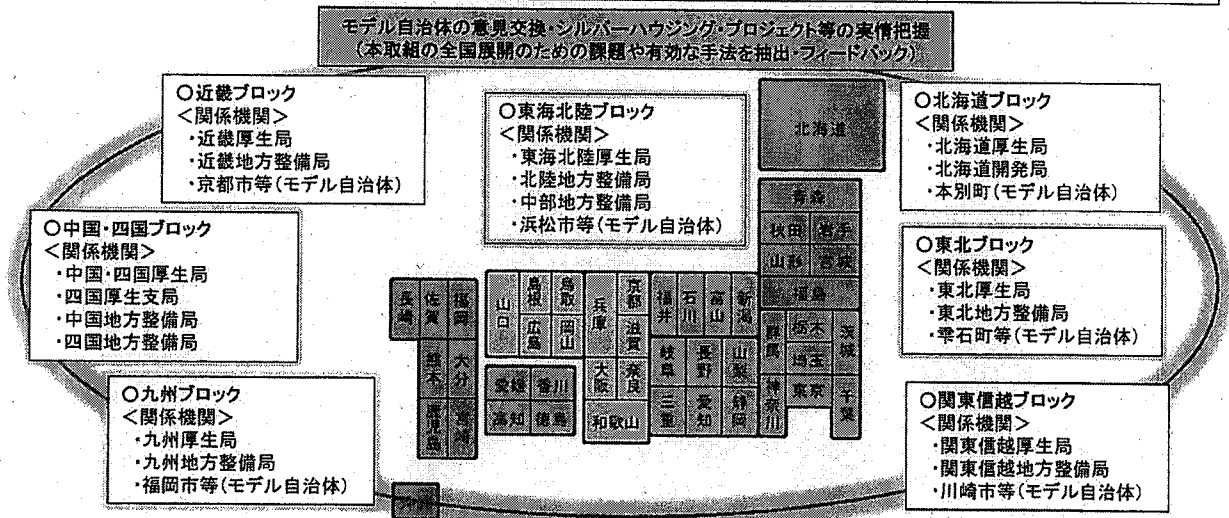 モデル自治体の意見交換・シルバーハウジング・プロジェクト等の実情把握
（本取組の全国展開のための課題や有効な手法を抽出・フィードバック）
〇近畿ブロック
＜関係機関＞
・近畿厚生局
・近畿地方整備局
・京都市等（モデル自治体）
〇東海北陸ブロック
＜関係機関＞
・東海北陸厚生局
・北陸地方整備局
・中部地方整備局
・浜松市等（モデル自治体）
〇北海道ブロック
＜関係機関＞
・北海道厚生局
・北海道開発局
・本別町（モデル自治体）
〇中国・四国ブロック
＜関係機関＞
・中国・四国厚生局
・四国厚生支局
・中国地方整備局
・四国地方整備局
〇東北ブロック
＜関係機関＞
・東北厚生局
・東北地方整備局
・雫石町等（モデル自治体）
〇九州ブロック
＜関係機関＞
・九州厚生局
・九州地方整備局
・福岡市等（モデル自治体）
〇関東信越ブロック
＜関係機関＞
・関東信越厚生局
・関東信越地方整備局
・川崎市等（モデル自治体）
北海道
青森
秋田 岩手
山形 宮城
福島
長崎 佐賀 福岡
熊本 大分
鹿児島 宮崎
山口 島根 鳥取
広島 岡山
愛媛 香川
高知 徳島
兵庫 京都
滋賀
大阪 奈良
和歌山
福井 石川 富山 新潟
岐阜 長野 山梨
三重 愛知 静岡
群馬 栃木 茨城
埼玉
神奈川 東京 千葉